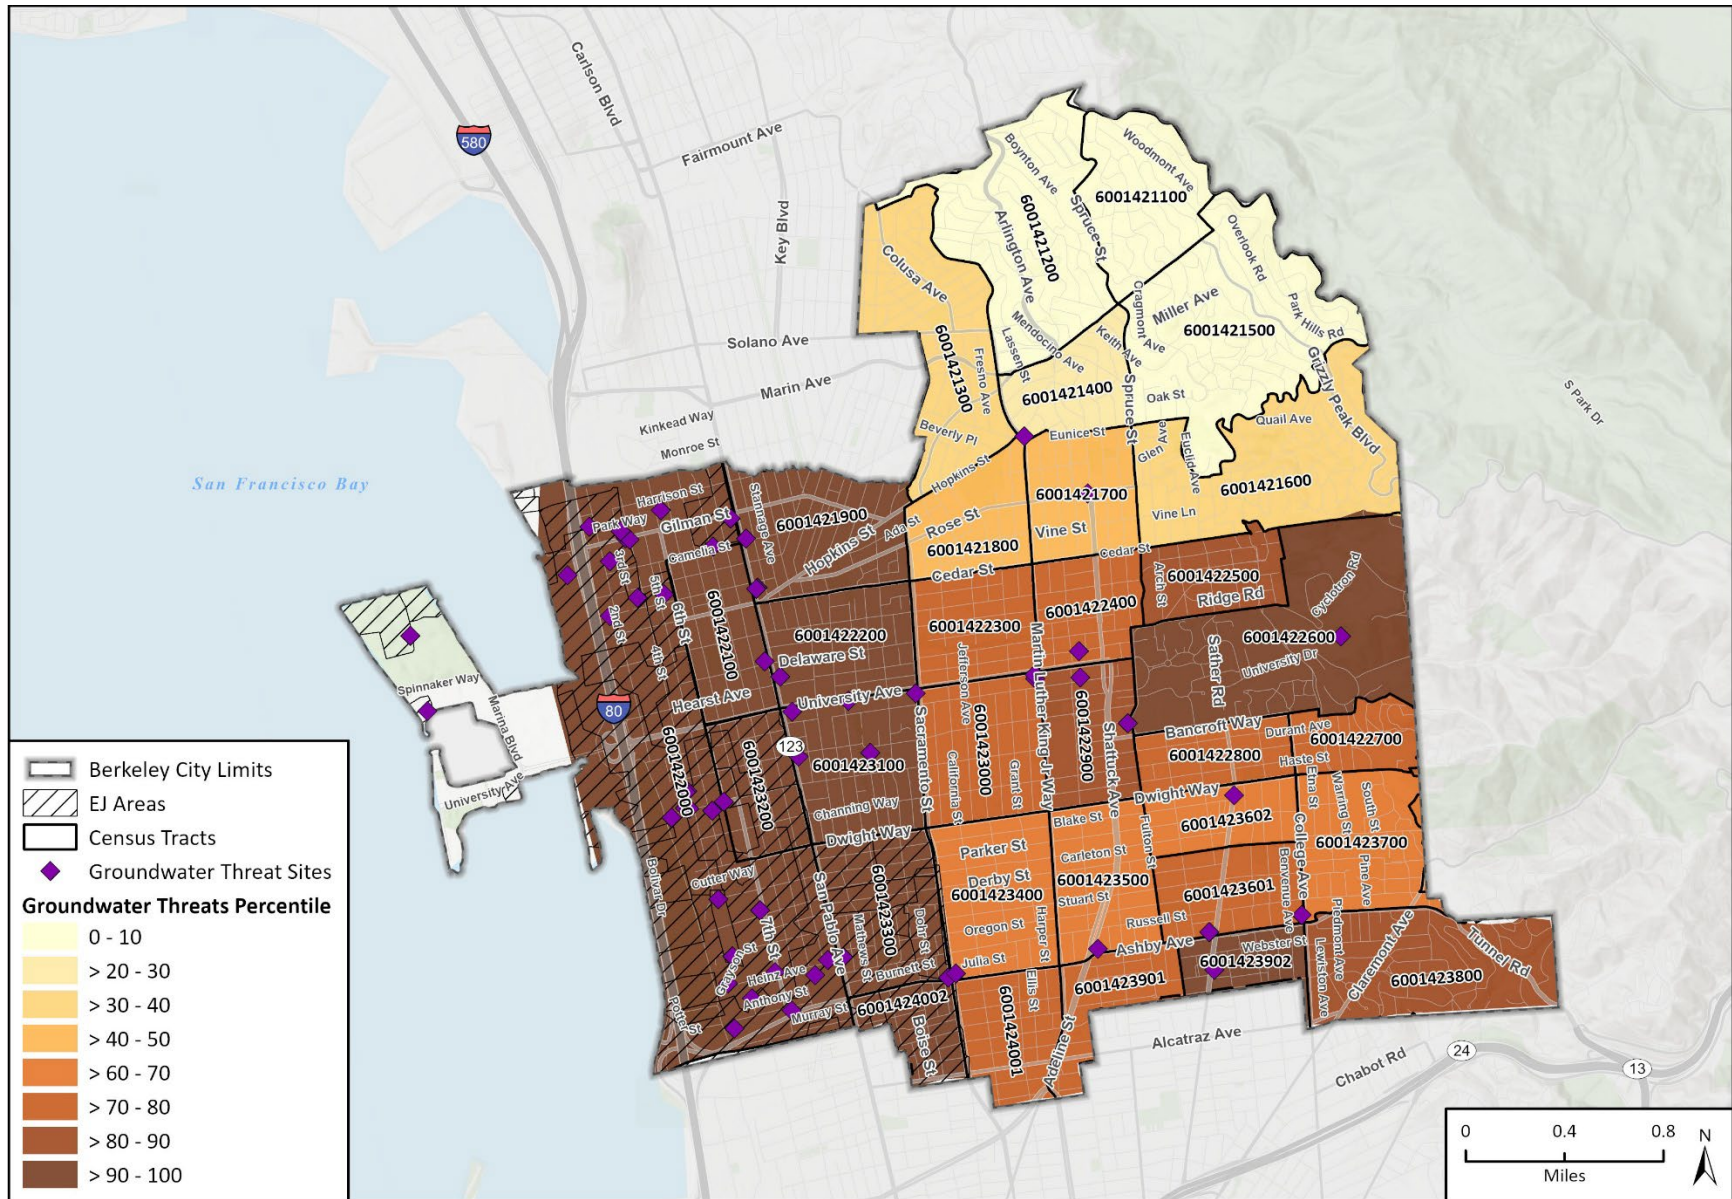 Carlson Blvd
580
Fairmount Ave
Key Blvd
Solano Ave
Marin Ave
Kinkead Way
Monroe St
San Francisco Bay
Boynton Ave
Woodmont Ave
6001421100
6001421200
Spruce St
Arlington Ave
Overlook Rd
Colusa Ave
Cragmont Ave
Miller Ave
Park Hills Rd
6001421500
Mendocino Ave
Keith Ave
Lassen St
Fresno Ave
6001421300
6001421400
Spruce St
Oak St
Grizzly Peak Blvd
S Park Dr
Beverly Pl
Eunice St
Glen Ave
Euclid Ave
Quail Ave
Hopkins St
6001421700
6001421600
Vine Ln
Harrison St
Park Way
Gilman St
Stannage Ave
6001421900
Ada St
Rose St
Vine St
Hopkins St
6001421800
Cedar St
Cedar St
Camelia St
3rd St
5th St
2nd St
6th St
4th St
6001422100
Arch St
6001422500
Ridge Rd
Cyclotron Rd
6001422400
6001422300
6001422200
Delaware St
6001422600
University Dr
Sather Rd
Spinnaker Way
Marina Blvd
University Ave
Hearst Ave
University Ave
80
123
6001422000
6001423200
6001423100
Channing Way
Dwight Way
Sacramento St
Jefferson Ave
6001423000
California St
Grant St
Martin Luther King Jr Way
6001422900
Shattuck Ave
Bancroft Way
Durant Ave
6001422700
6001422800
Haste St
Dwight Way
Etna St
Warring St
South St
Blake St
Fulton St
6001423602
6001423700
College Ave
Pine Ave
Parker St
Carleton St
Derby St
6001423400
6001423500
Stuart St
6001423601
Benvenue Ave
Russell St
Oregon St
Harper St
Ashby Ave
Webster St
6001423902
Piedmont Ave
Lewiston Ave
Claremont Ave
Tunnel Rd
6001423800
Bolivar Dr
Cutter Way
San Pablo Ave
6001423300
Mathews St
Dohr St
7th St
Grayson St
Heinz Ave
Anthony St
Murray St
Potter St
Burnett St
Julia St
6001424002
Boise St
Ellis St
6001424001
Adeline St
6001423901
Alcatraz Ave
Chabot Rd
24
13
Berkeley City Limits
EJ Areas
Census Tracts
Groundwater Threat Sites
Groundwater Threats Percentile
0 - 10
> 20 - 30
> 30 - 40
> 40 - 50
> 60 - 70
> 70 - 80
> 80 - 90
> 90 - 100
0 0.4 0.8
Miles
N